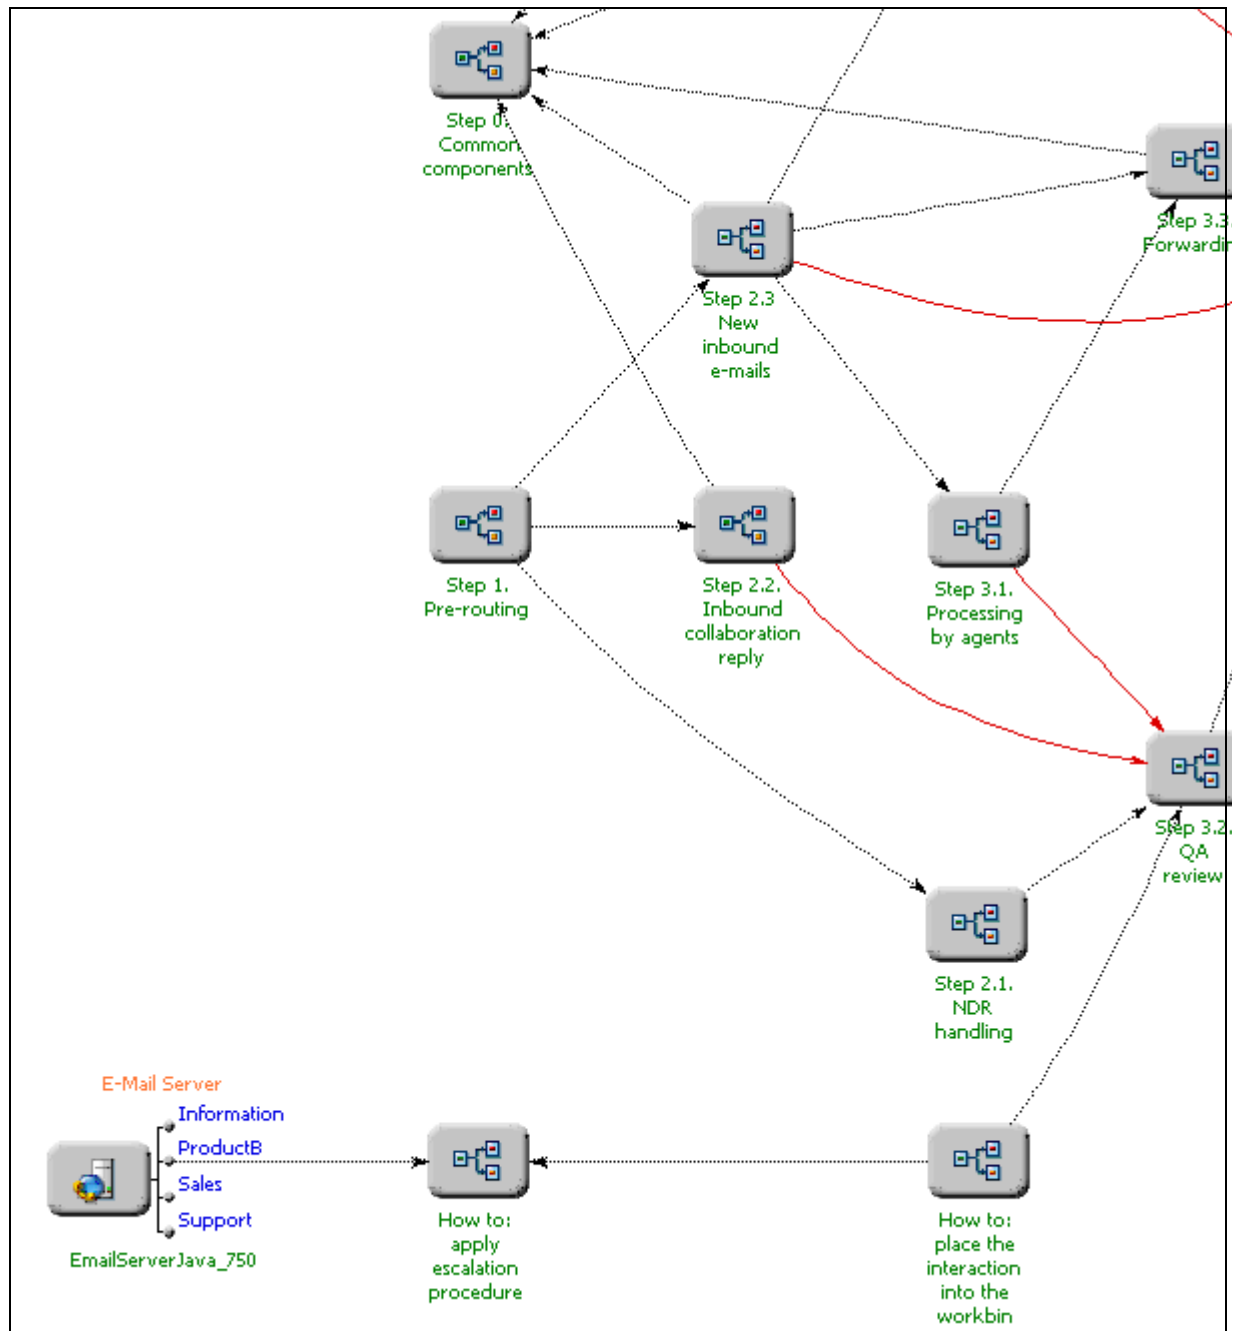 Step 0.
Common
components
Step 3.3
Forwardin
Step 2.3
New
inbound
e-mails
Step 1.
Pre-routing
Step 2.2.
Inbound
collaboration
reply
Step 3.1.
Processing
by agents
Step 3.2.
QA
review
Step 2.1.
NDR
handling
E-Mail Server
Information
ProductB
Sales
Support
EmailServerJava_750
How to:
apply
escalation
procedure
How to:
place the
interaction
into the
workbin